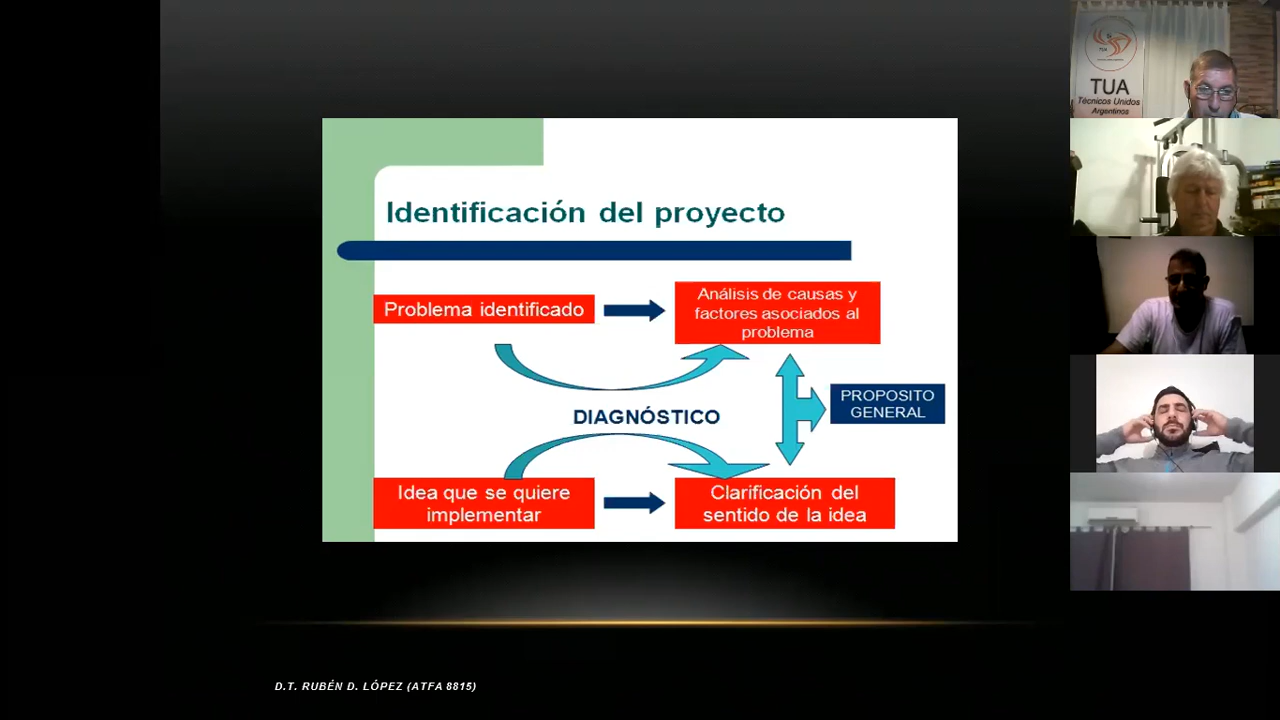 Identificación del proyecto
Problema identificado
Análisis de causas y
factores asociados al
problema
DIAGNÓSTICO
PROPOSITO
GENERAL
Idea que se quiere
implementar
Clarificación del
sentido de la idea
D.T. RUBÉN D. LÓPEZ (ATFA 8815)
TUA
TUA
Técnicos Unidos
Argentinos